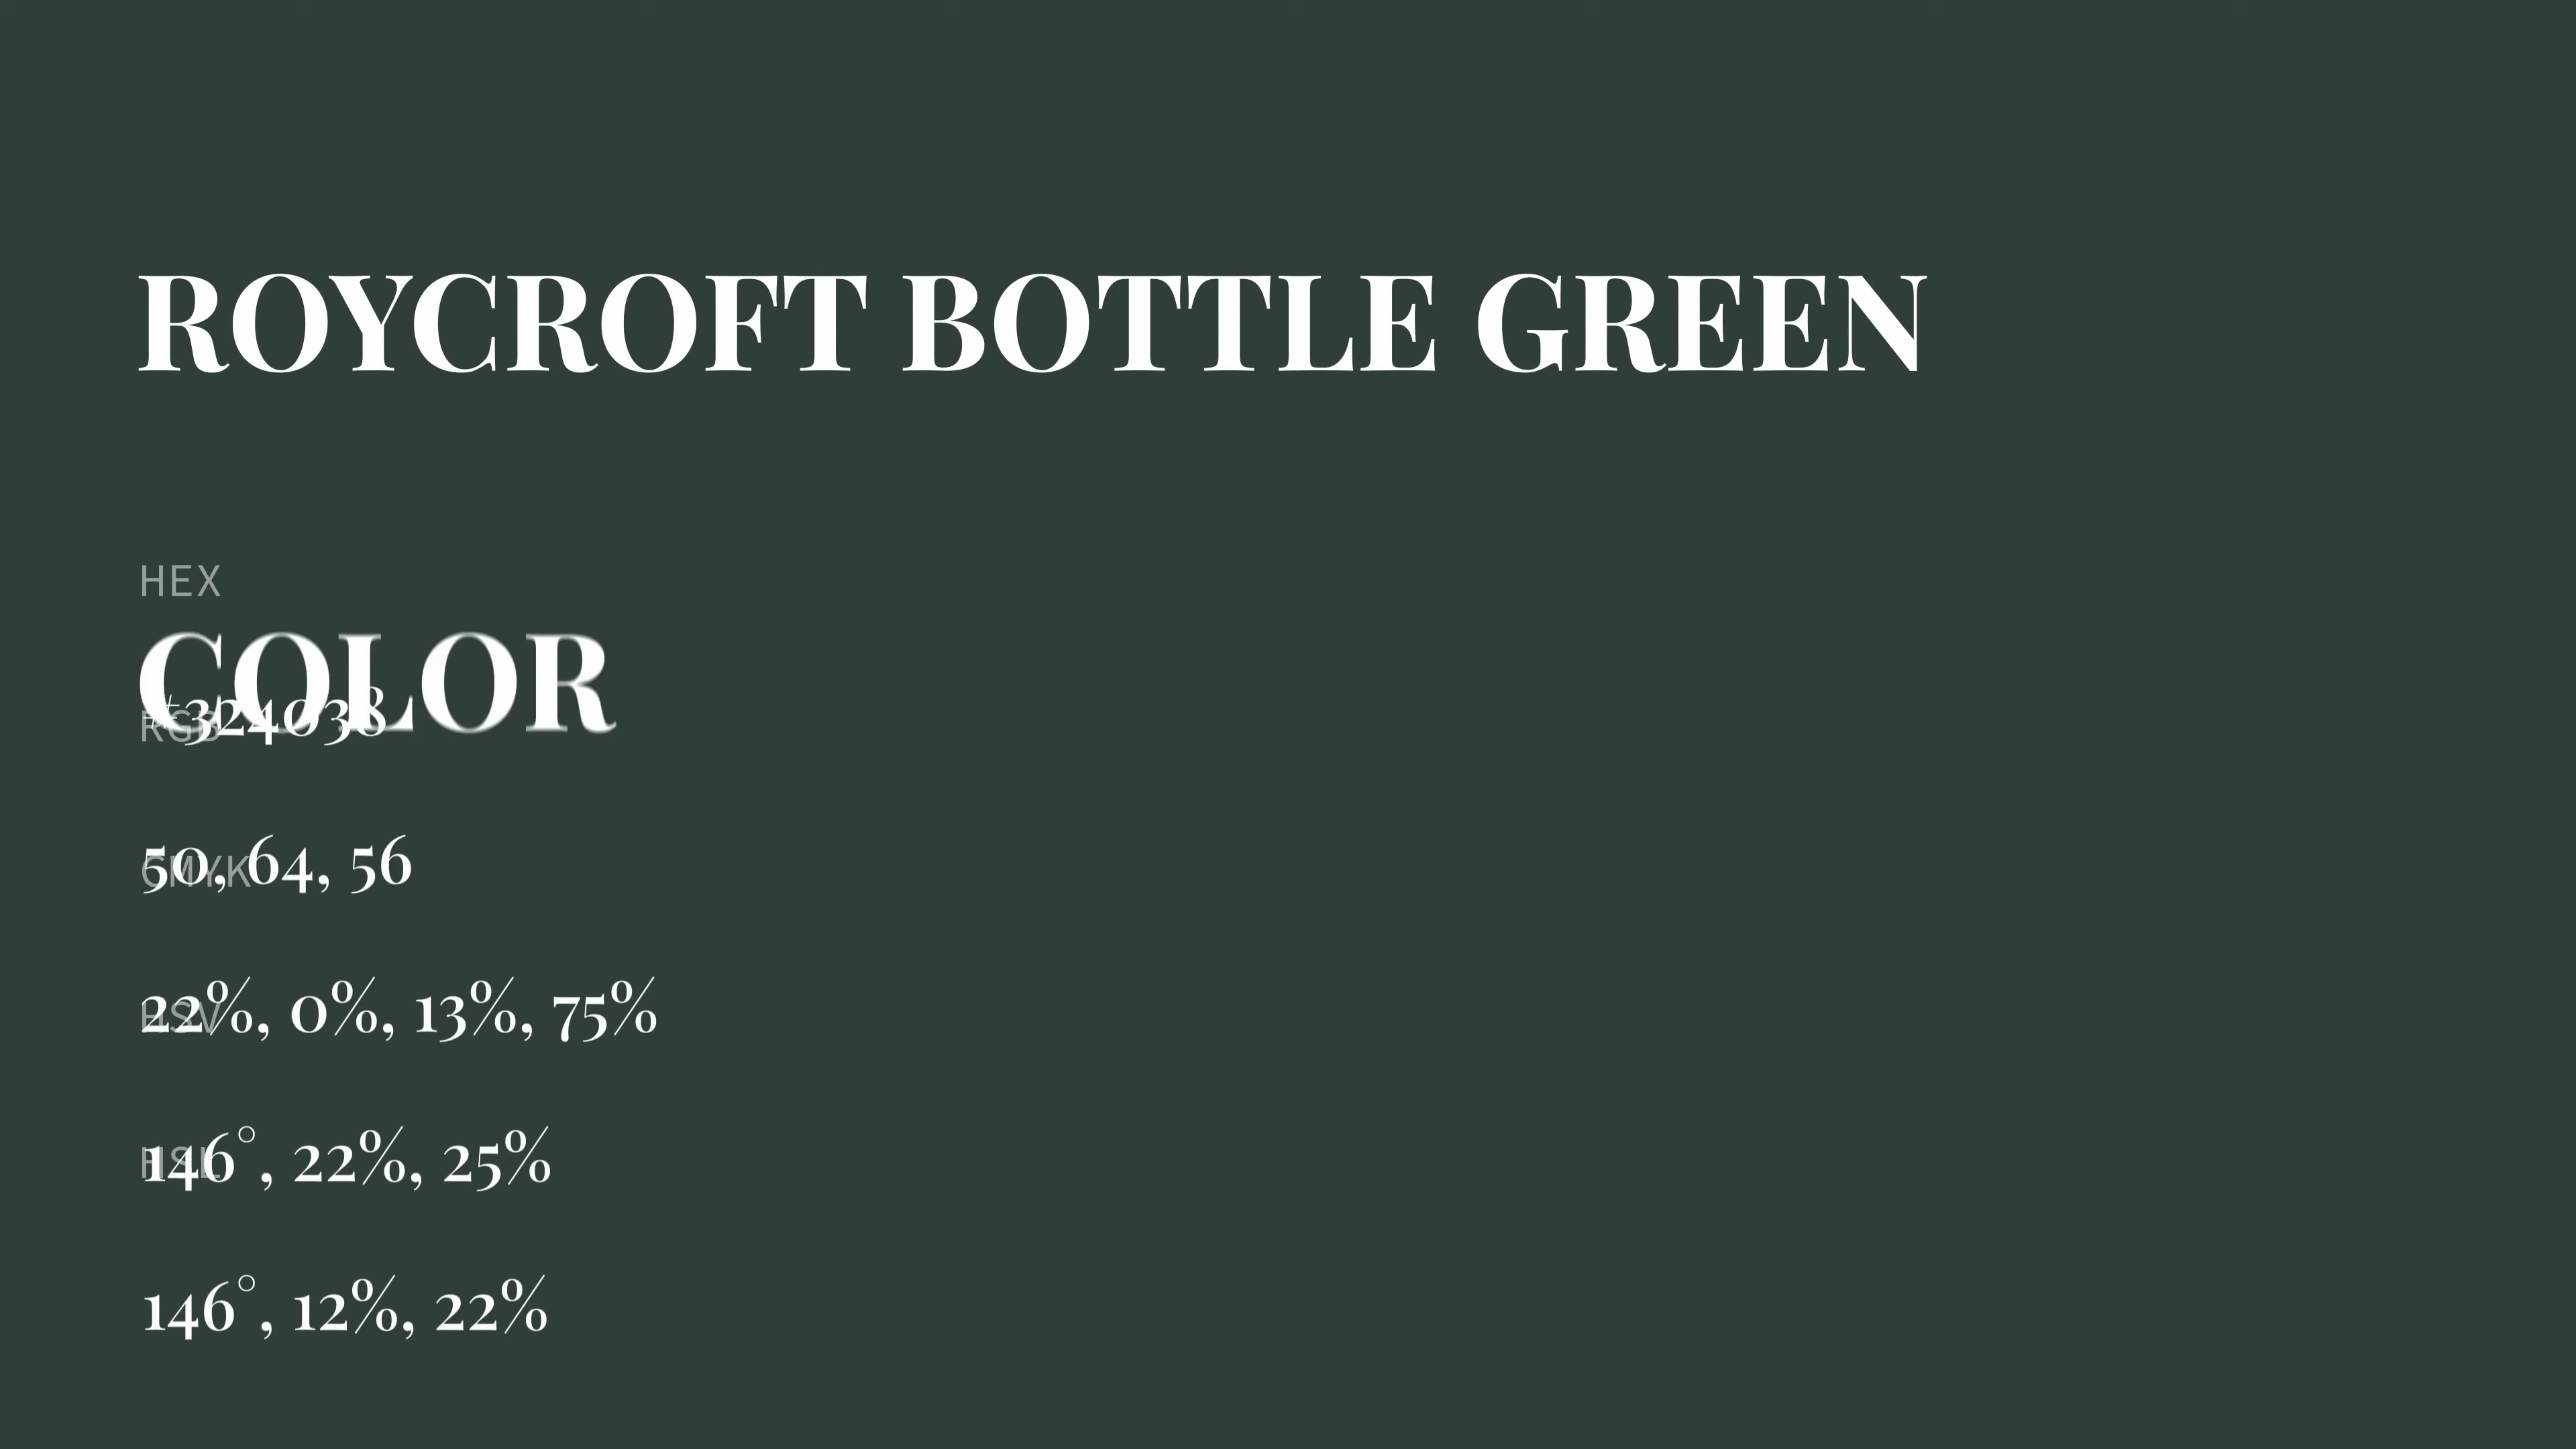 ROYCROFT BOTTLE GREEN
HEX
COLOR
#324038
RGB
50, 64, 56
CMYK
22%, 0%, 13%, 75%
HSV
146°, 22%, 25%
HSL
146°, 12%, 22%